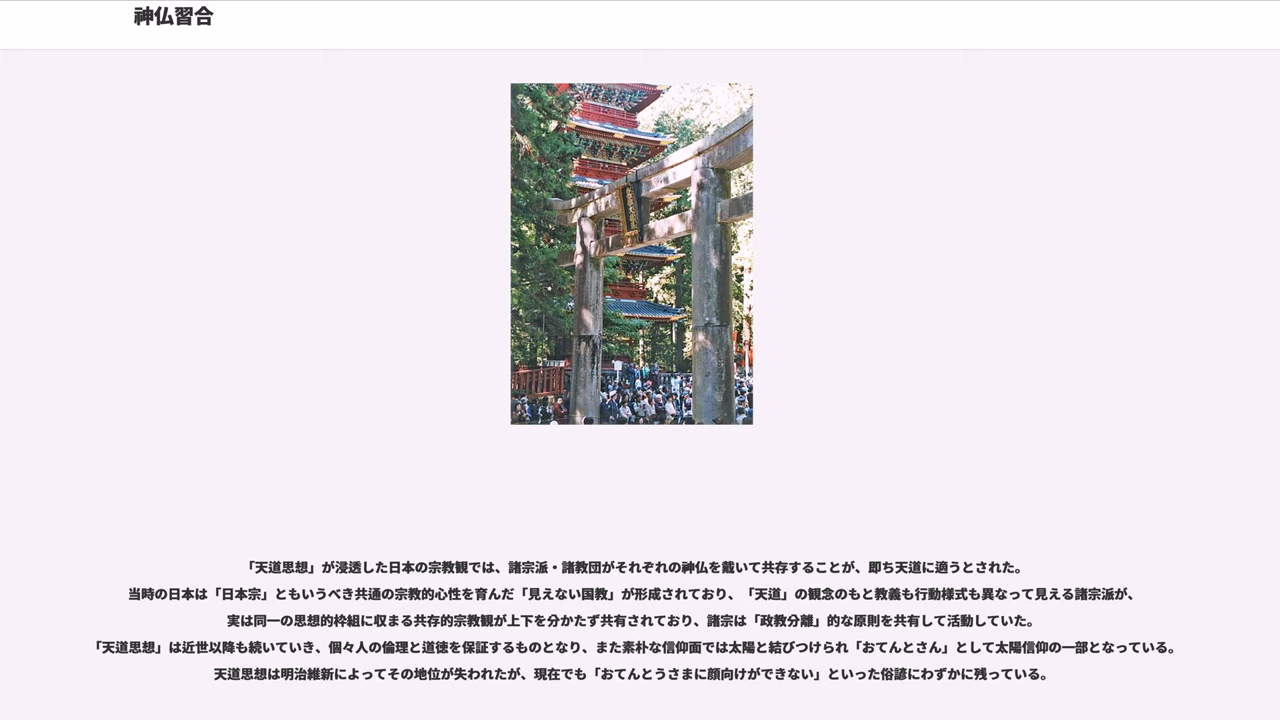 神仏習合
「天道思想」が浸透した日本の宗教観では、諸宗派・諸教団がそれぞれの神仏を戴いて共存することが、即ち天道に適うとされた。
当時の日本は「日本宗」ともいうべき共通の宗教的心性を育んだ「見えない国教」が形成されており、「天道」の観念のもと教義も行動様式も異なって見える諸宗派が、
実は同一の思想的枠組に収まる共存的宗教観が上下を分かたず共有されており、諸宗は「政教分離」的な原則を共有して活動していた。
「天道思想」は近世以降も続いていき、個々人の倫理と道徳を保証するものとなり、また素朴な信仰面では太陽と結びつけられ「おてんとさん」として太陽信仰の一部となっている。
天道思想は明治維新によってその地位が失われたが、現在でも「おてんとうさまに顔向けができない」といった俗諺にわずかに残っている。